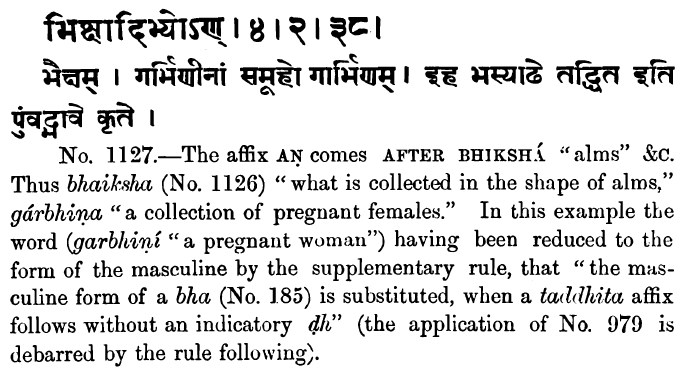 भिक्षादिभ्योऽण् । ४ । २ । ३८ ।
भैक्षम् । गर्भिणीनां समूहो गार्भिणम् । इह भस्याढे तद्धित इति
पुंवद्भावे कृते ।
No. 1127.—The affix AṆ comes AFTER BHIKSHÁ “alms” &C.
Thus bhaiksha (No. 1126) “what is collected in the shape of alms,”
gárbhiṇa “a collection of pregnant females.” In this example the
word (garbhiṇí “a pregnant woman”) having been reduced to the
form of the masculine by the supplementary rule, that “the mas-
culine form of a bha (No. 185) is substituted, when a taddhita affix
follows without an indicatory ḍh” (the application of No. 979 is
debarred by the rule following).